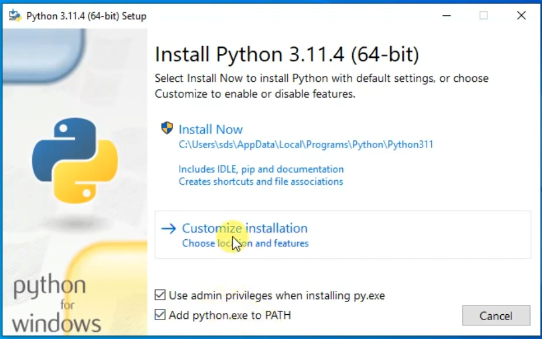 Python 3.11.4 (64-bit) Setup
Install Python 3.11.4 (64-bit)
Select Install Now to install Python with default settings, or choose
Customize to enable or disable features.
Install Now
C:\Users\sds\AppData\Local\Programs\Python\Python311
Includes IDLE, pip and documentation
Creates shortcuts and file associations
Customize installation
Choose location and features
python
for
windows
Use admin privileges when installing py.exe
Add python.exe to PATH
Cancel